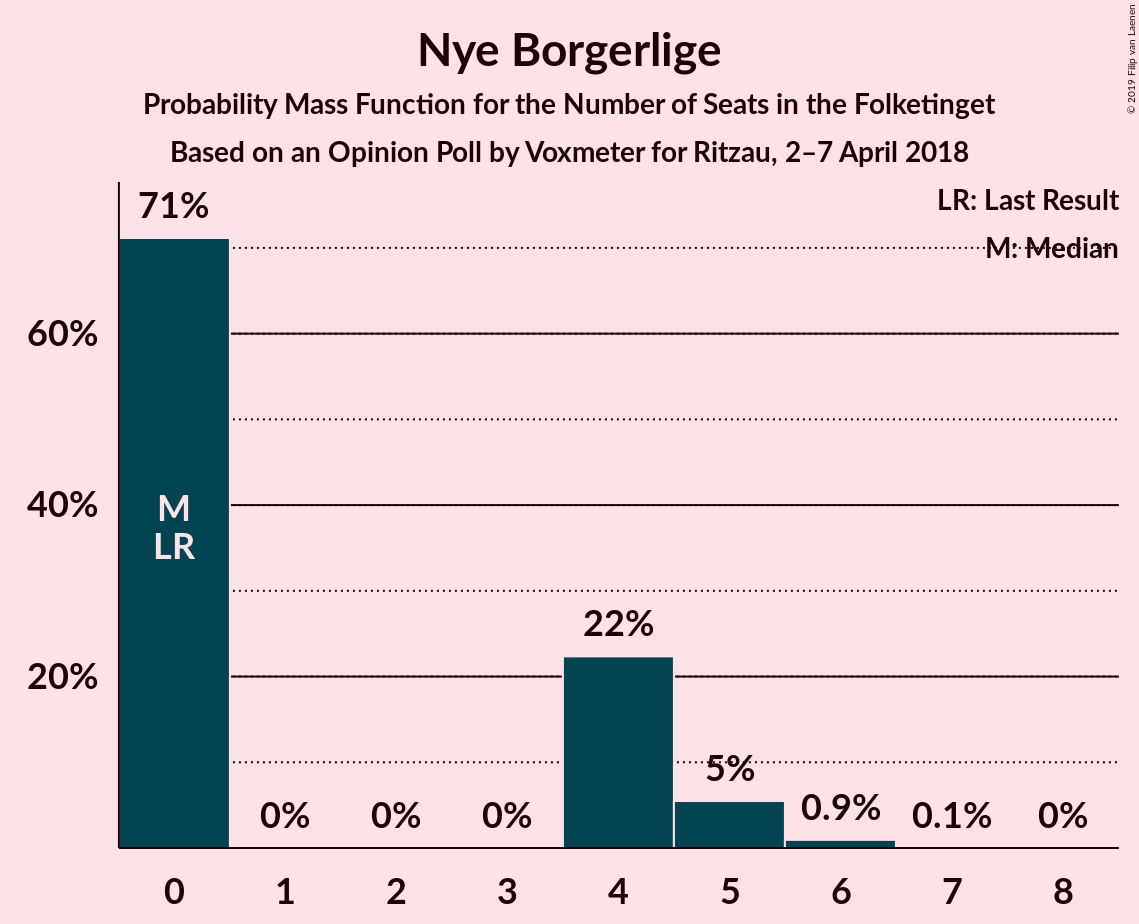 Nye Borgerlige
Probability Mass Function for the Number of Seats in the Folketinget
Based on an Opinion Poll by Voxmeter for Ritzau, 2–7 April 2018
© 2019 Filip van Laenen
LR: Last Result
M: Median
71%
60%
40%
20%
M
LR
0%
0%
0%
22%
5%
0.9%
0.1%
0%
0
1
2
3
4
5
6
7
8